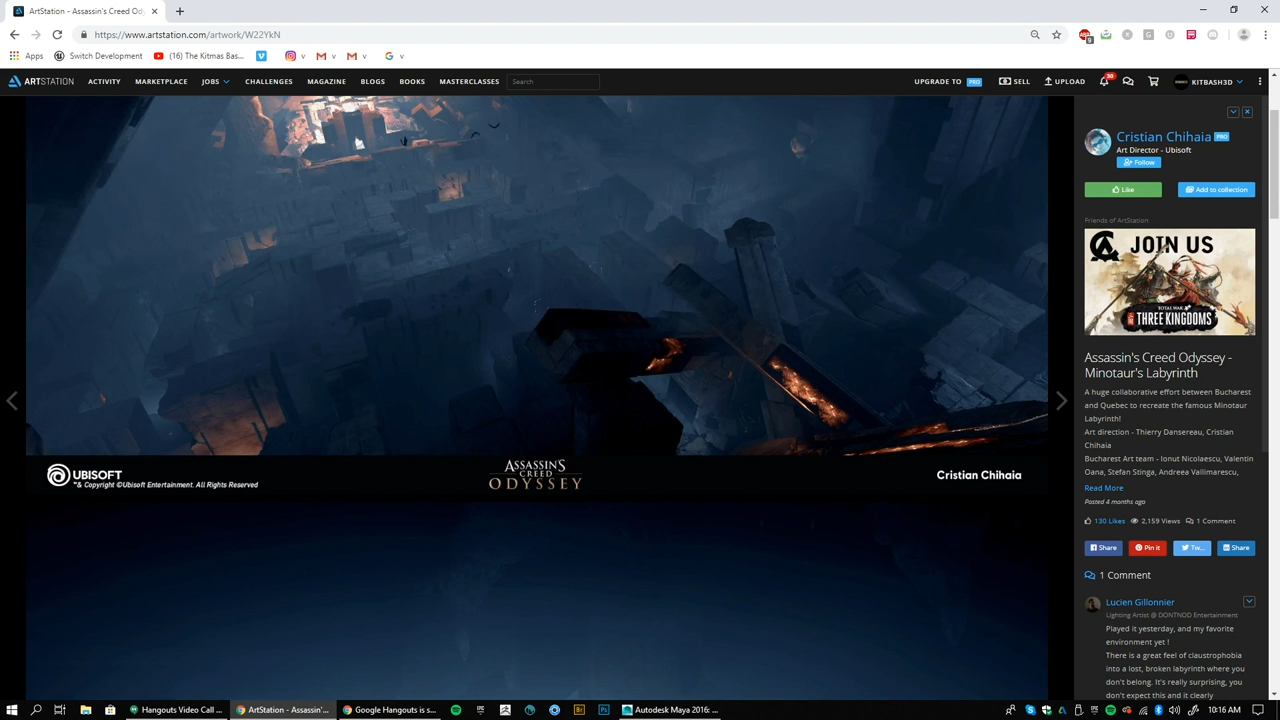 ArtStation - Assassin's Creed Od
https://www.artstation.com/artwork/W22YkN
9
Apps
Switch Development
(16) The Kitmas Bas...
ARTSTATION
ACTIVITY
MARKETPLACE
JOBS
CHALLENGES
MAGAZINE
BLOGS
BOOKS
MASTERCLASSES
Search
UPGRADE TO PRO
SELL
UPLOAD
30
KITBASH3D
Cristian Chihaia PRO
Art Director - Ubisoft
Follow
Like
Add to collection
Friends of ArtStation
JOIN US
TOTAL WAR
THREE KINGDOMS
Assassin's Creed Odyssey -
Minotaur's Labyrinth
A huge collaborative effort between Bucharest
and Quebec to recreate the famous Minotaur
Labyrinth!
Art direction - Thierry Dansereau, Cristian
Chihaia
Bucharest Art team - Ionut Nicolaescu, Valentin
Oana, Stefan Stinga, Andreea Vallimarescu,
Read More
Posted 4 months ago
130 Likes 2,159 Views 1 Comment
Share
Pin it
Tw...
Share
1 Comment
Lucien Gillonnier
Lighting Artist @ DONTNOD Entertainment
Played it yesterday, and my favorite
environment yet !
There is a great feel of claustrophobia
into a lost, broken labyrinth where you
don't belong. It's really surprising, you
don't expect this and it clearly
UBISOFT
™& Copyright ©Ubisoft Entertainment. All Rights Reserved
ASSASSIN'S
CREED
ODYSSEY
Cristian Chihaia
Hangouts Video Call ...
ArtStation - Assassin'...
Google Hangouts is s...
Br
Ps
Autodesk Maya 2016: ...
10:16 AM